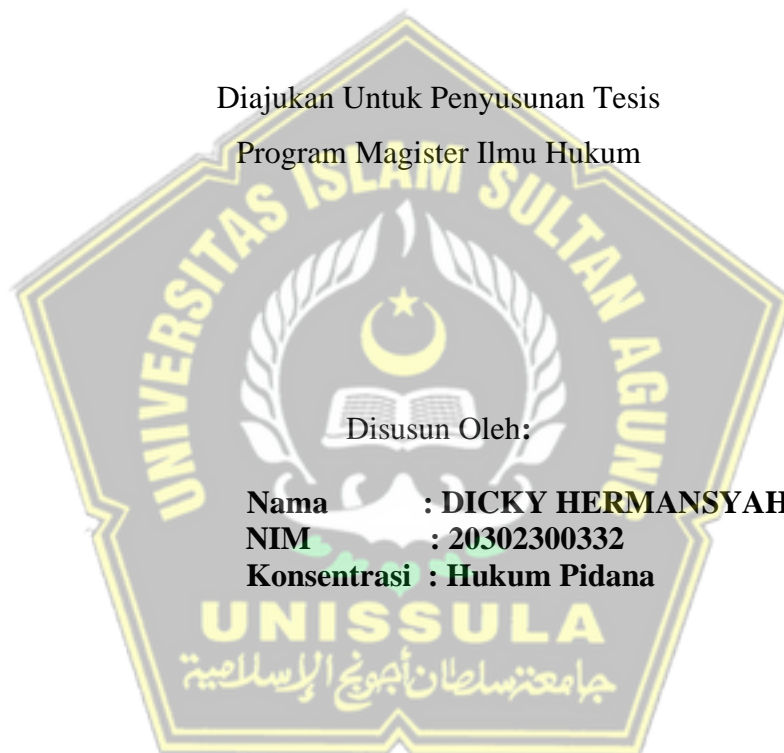 Diajukan Untuk Penyusunan Tesis
Program Magister Ilmu Hukum
UNIVERSITAS ISLAM SULTAN AGUNG
Disusun Oleh:
Nama : DICKY HERMANSYAH
NIM : 20302300332
Konsentrasi : Hukum Pidana
UNISSULA
جامعة سلطان أجونج الإسلامية